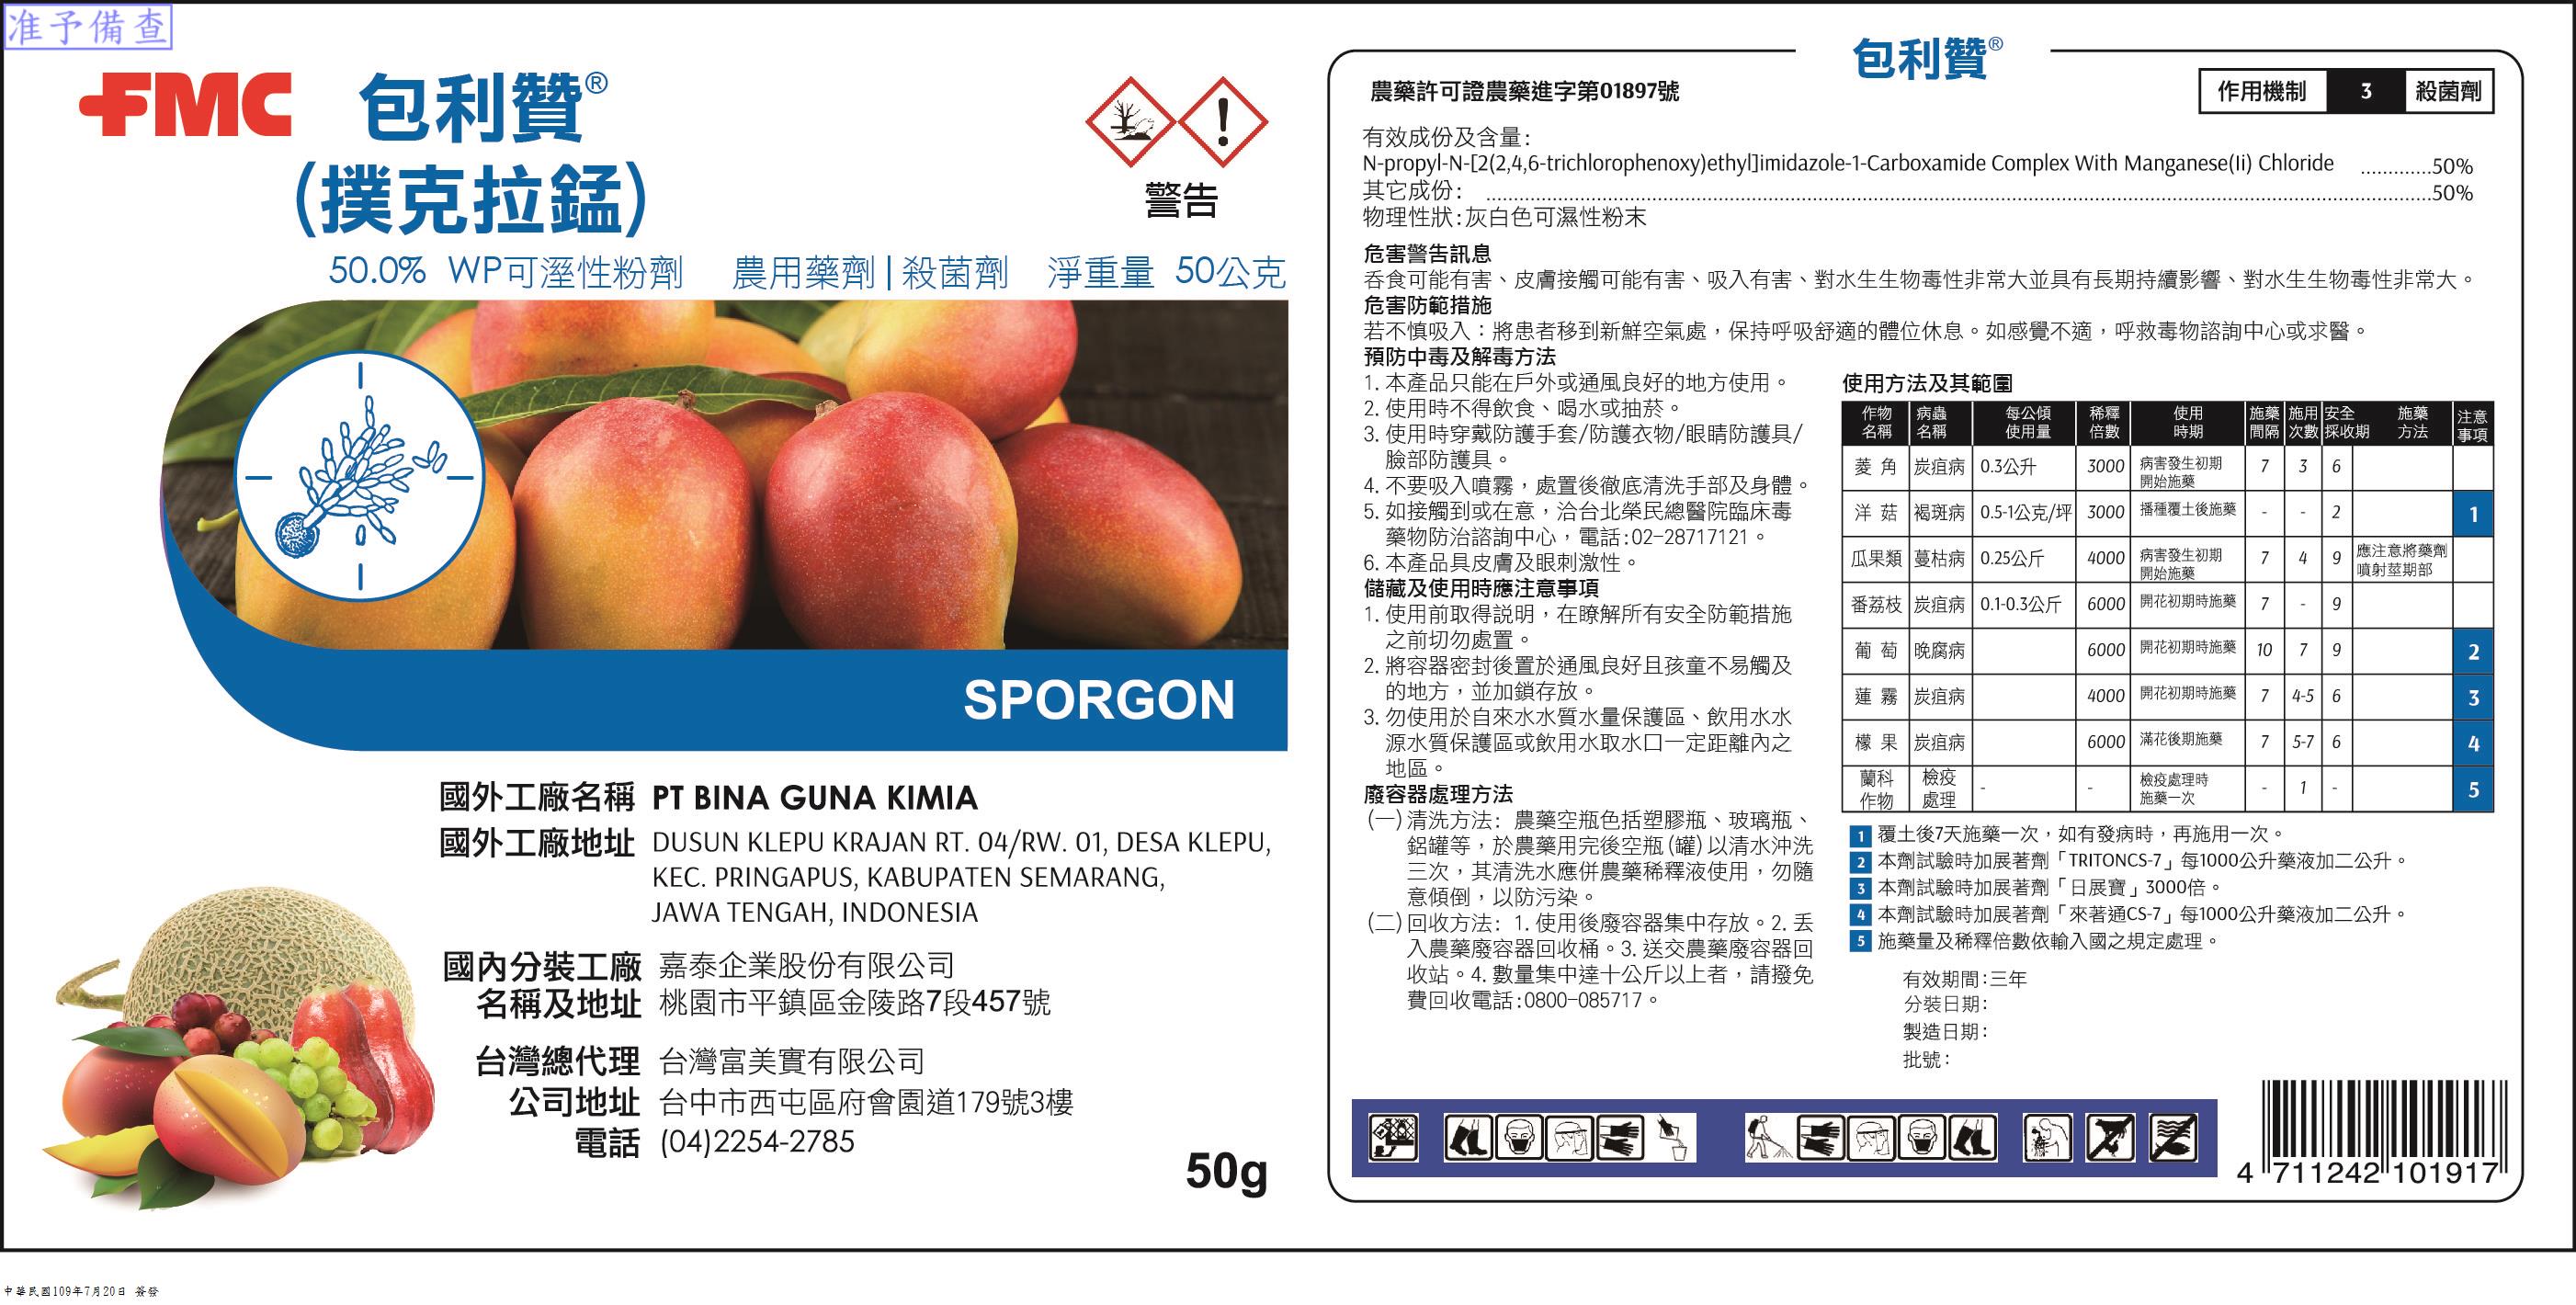 准予備查
FMC 包利贊®
(撲克拉錳)
警告
50.0% WP可溼性粉劑 農用藥劑|殺菌劑 淨重量 50公克
SPORGON
國外工廠名稱 PT BINA GUNA KIMIA
國外工廠地址 DUSUN KLEPU KRAJAN RT. 04/RW. 01, DESA KLEPU,
KEC. PRINGAPUS, KABUPATEN SEMARANG,
JAWA TENGAH, INDONESIA
國內分裝工廠 嘉泰企業股份有限公司
名稱及地址 桃園市平鎮區金陵路7段457號
台灣總代理 台灣富美實有限公司
公司地址 台中市西屯區府會園道179號3樓
電話 (04)2254-2785
50g
包利贊®
農藥許可證農藥進字第01897號
作用機制 3 殺菌劑
有效成份及含量:
N-propyl-N-[2(2,4,6-trichlorophenoxy)ethyl]imidazole-1-Carboxamide Complex With Manganese(Ii) Chloride .............50%
其它成份: ....................50%
物理性狀:灰白色可濕性粉末
危害警告訊息
吞食可能有害、皮膚接觸可能有害、吸入有害、對水生生物毒性非常大並具有長期持續影響、對水生生物毒性非常大。
危害防範措施
若不慎吸入：將患者移到新鮮空氣處，保持呼吸舒適的體位休息。如感覺不適，呼救毒物諮詢中心或求醫。
預防中毒及解毒方法
1. 本產品只能在戶外或通風良好的地方使用。
2. 使用時不得飲食、喝水或抽菸。
3. 使用時穿戴防護手套/防護衣物/眼睛防護具/
臉部防護具。
4. 不要吸入噴霧，處置後徹底清洗手部及身體。
5. 如接觸到或在意，洽台北榮民總醫院臨床毒
藥物防治諮詢中心，電話:02-28717121。
6. 本產品具皮膚及眼刺激性。
儲藏及使用時應注意事項
1. 使用前取得説明，在瞭解所有安全防範措施
之前切勿處置。
2. 將容器密封後置於通風良好且孩童不易觸及
的地方，並加鎖存放。
3. 勿使用於自來水水質水量保護區、飲用水水
源水質保護區或飲用水取水口一定距離內之
地區。
廢容器處理方法
(一)清洗方法: 農藥空瓶色括塑膠瓶、玻璃瓶、
鋁罐等，於農藥用完後空瓶(罐)以清水沖洗
三次，其清洗水應併農藥稀釋液使用，勿隨
意傾倒，以防污染。
(二)回收方法: 1. 使用後廢容器集中存放。2. 丟
入農藥廢容器回收桶。3. 送交農藥廢容器回
收站。4. 數量集中達十公斤以上者，請撥免
費回收電話:0800-085717。
使用方法及其範圍
作物名稱 病蟲名稱 每公傾使用量 稀釋倍數 使用時期 施藥間隔 施用次數 安全採收期 施藥方法 注意事項
菱角 炭疽病 0.3公升 3000 病害發生初期開始施藥 7 3 6
洋菇 褐斑病 0.5-1公克/坪 3000 播種覆土後施藥 - - 2 1
瓜果類 蔓枯病 0.25公斤 4000 病害發生初期開始施藥 7 4 9 應注意將藥劑噴射莖期部
番荔枝 炭疽病 0.1-0.3公斤 6000 開花初期時施藥 7 - 9
葡萄 晚腐病 6000 開花初期時施藥 10 7 9 2
蓮霧 炭疽病 4000 開花初期時施藥 7 4-5 6 3
檬果 炭疽病 6000 滿花後期施藥 7 5-7 6 4
蘭科作物 檢疫處理 - - 檢疫處理時施藥一次 - 1 - 5
1 覆土後7天施藥一次，如有發病時，再施用一次。
2 本劑試驗時加展著劑「TRITONCS-7」每1000公升藥液加二公升。
3 本劑試驗時加展著劑「日展寶」3000倍。
4 本劑試驗時加展著劑「來著通CS-7」每1000公升藥液加二公升。
5 施藥量及稀釋倍數依輸入國之規定處理。
有效期間:三年
分裝日期:
製造日期:
批號:
4 711242 101917
中華民國109年7月20日 簽發